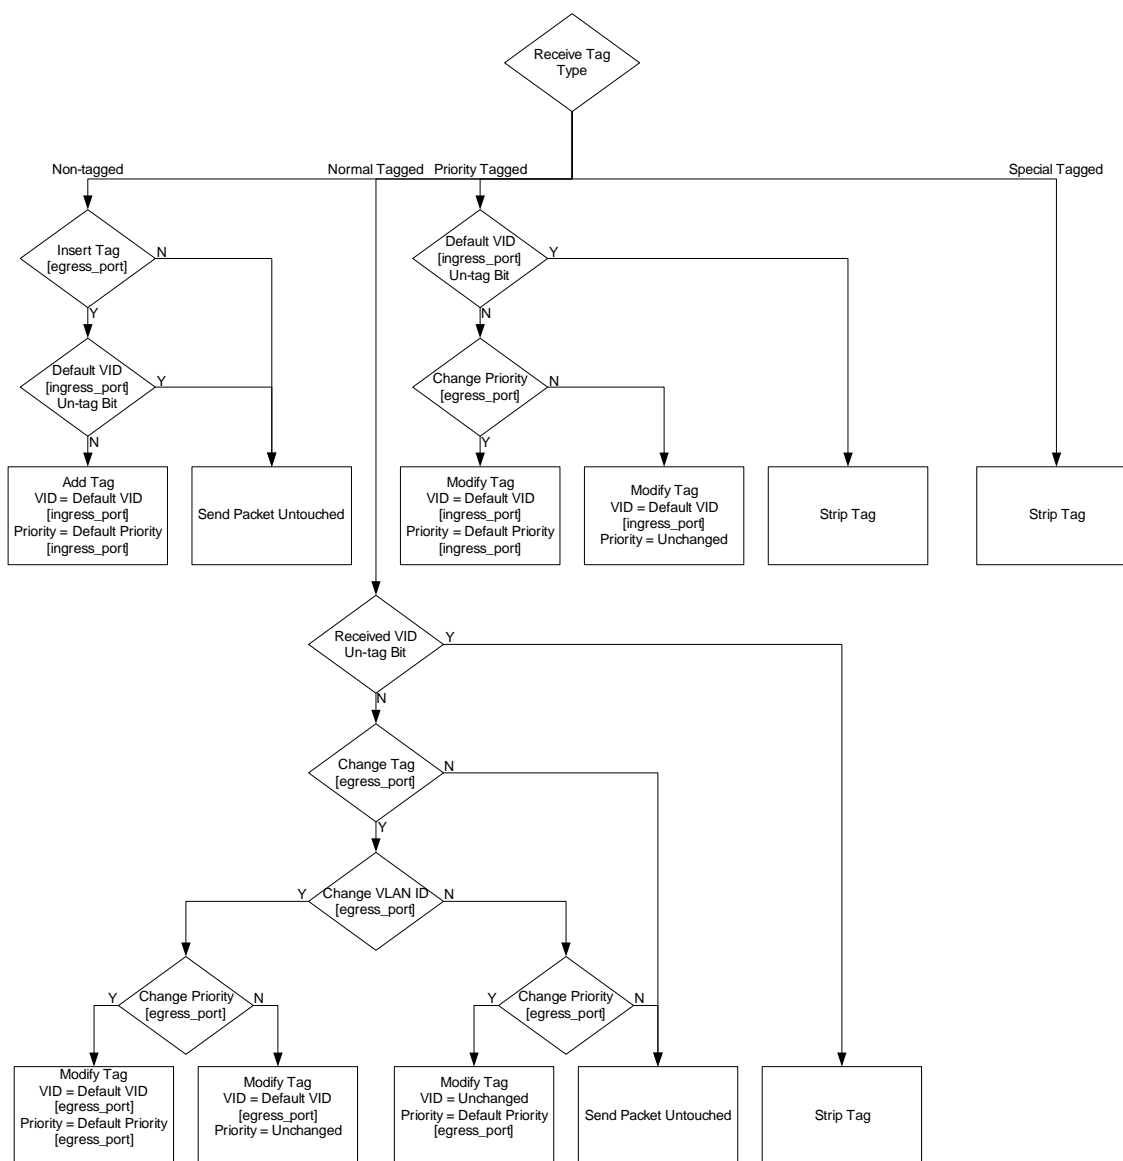 Receive Tag
Type
Non-tagged
Normal Tagged
Priority Tagged
Special Tagged
Insert Tag
[egress_port]
N
Y
Default VID
[ingress_port]
Un-tag Bit
Y
N
Default VID
[ingress_port]
Un-tag Bit
Y
N
Change Priority
[egress_port]
N
Y
Add Tag
VID = Default VID
[ingress_port]
Priority = Default Priority
[ingress_port]
Send Packet Untouched
Modify Tag
VID = Default VID
[ingress_port]
Priority = Default Priority
[ingress_port]
Modify Tag
VID = Default VID
[ingress_port]
Priority = Unchanged
Strip Tag
Strip Tag
Received VID
Un-tag Bit
Y
N
Change Tag
[egress_port]
N
Y
Y
Change VLAN ID
[egress_port]
N
Y
Change Priority
[egress_port]
N
Y
Change Priority
[egress_port]
N
Modify Tag
VID = Default VID
[egress_port]
Priority = Default Priority
[egress_port]
Modify Tag
VID = Default VID
[egress_port]
Priority = Unchanged
Modify Tag
VID = Unchanged
Priority = Default Priority
[egress_port]
Send Packet Untouched
Strip Tag